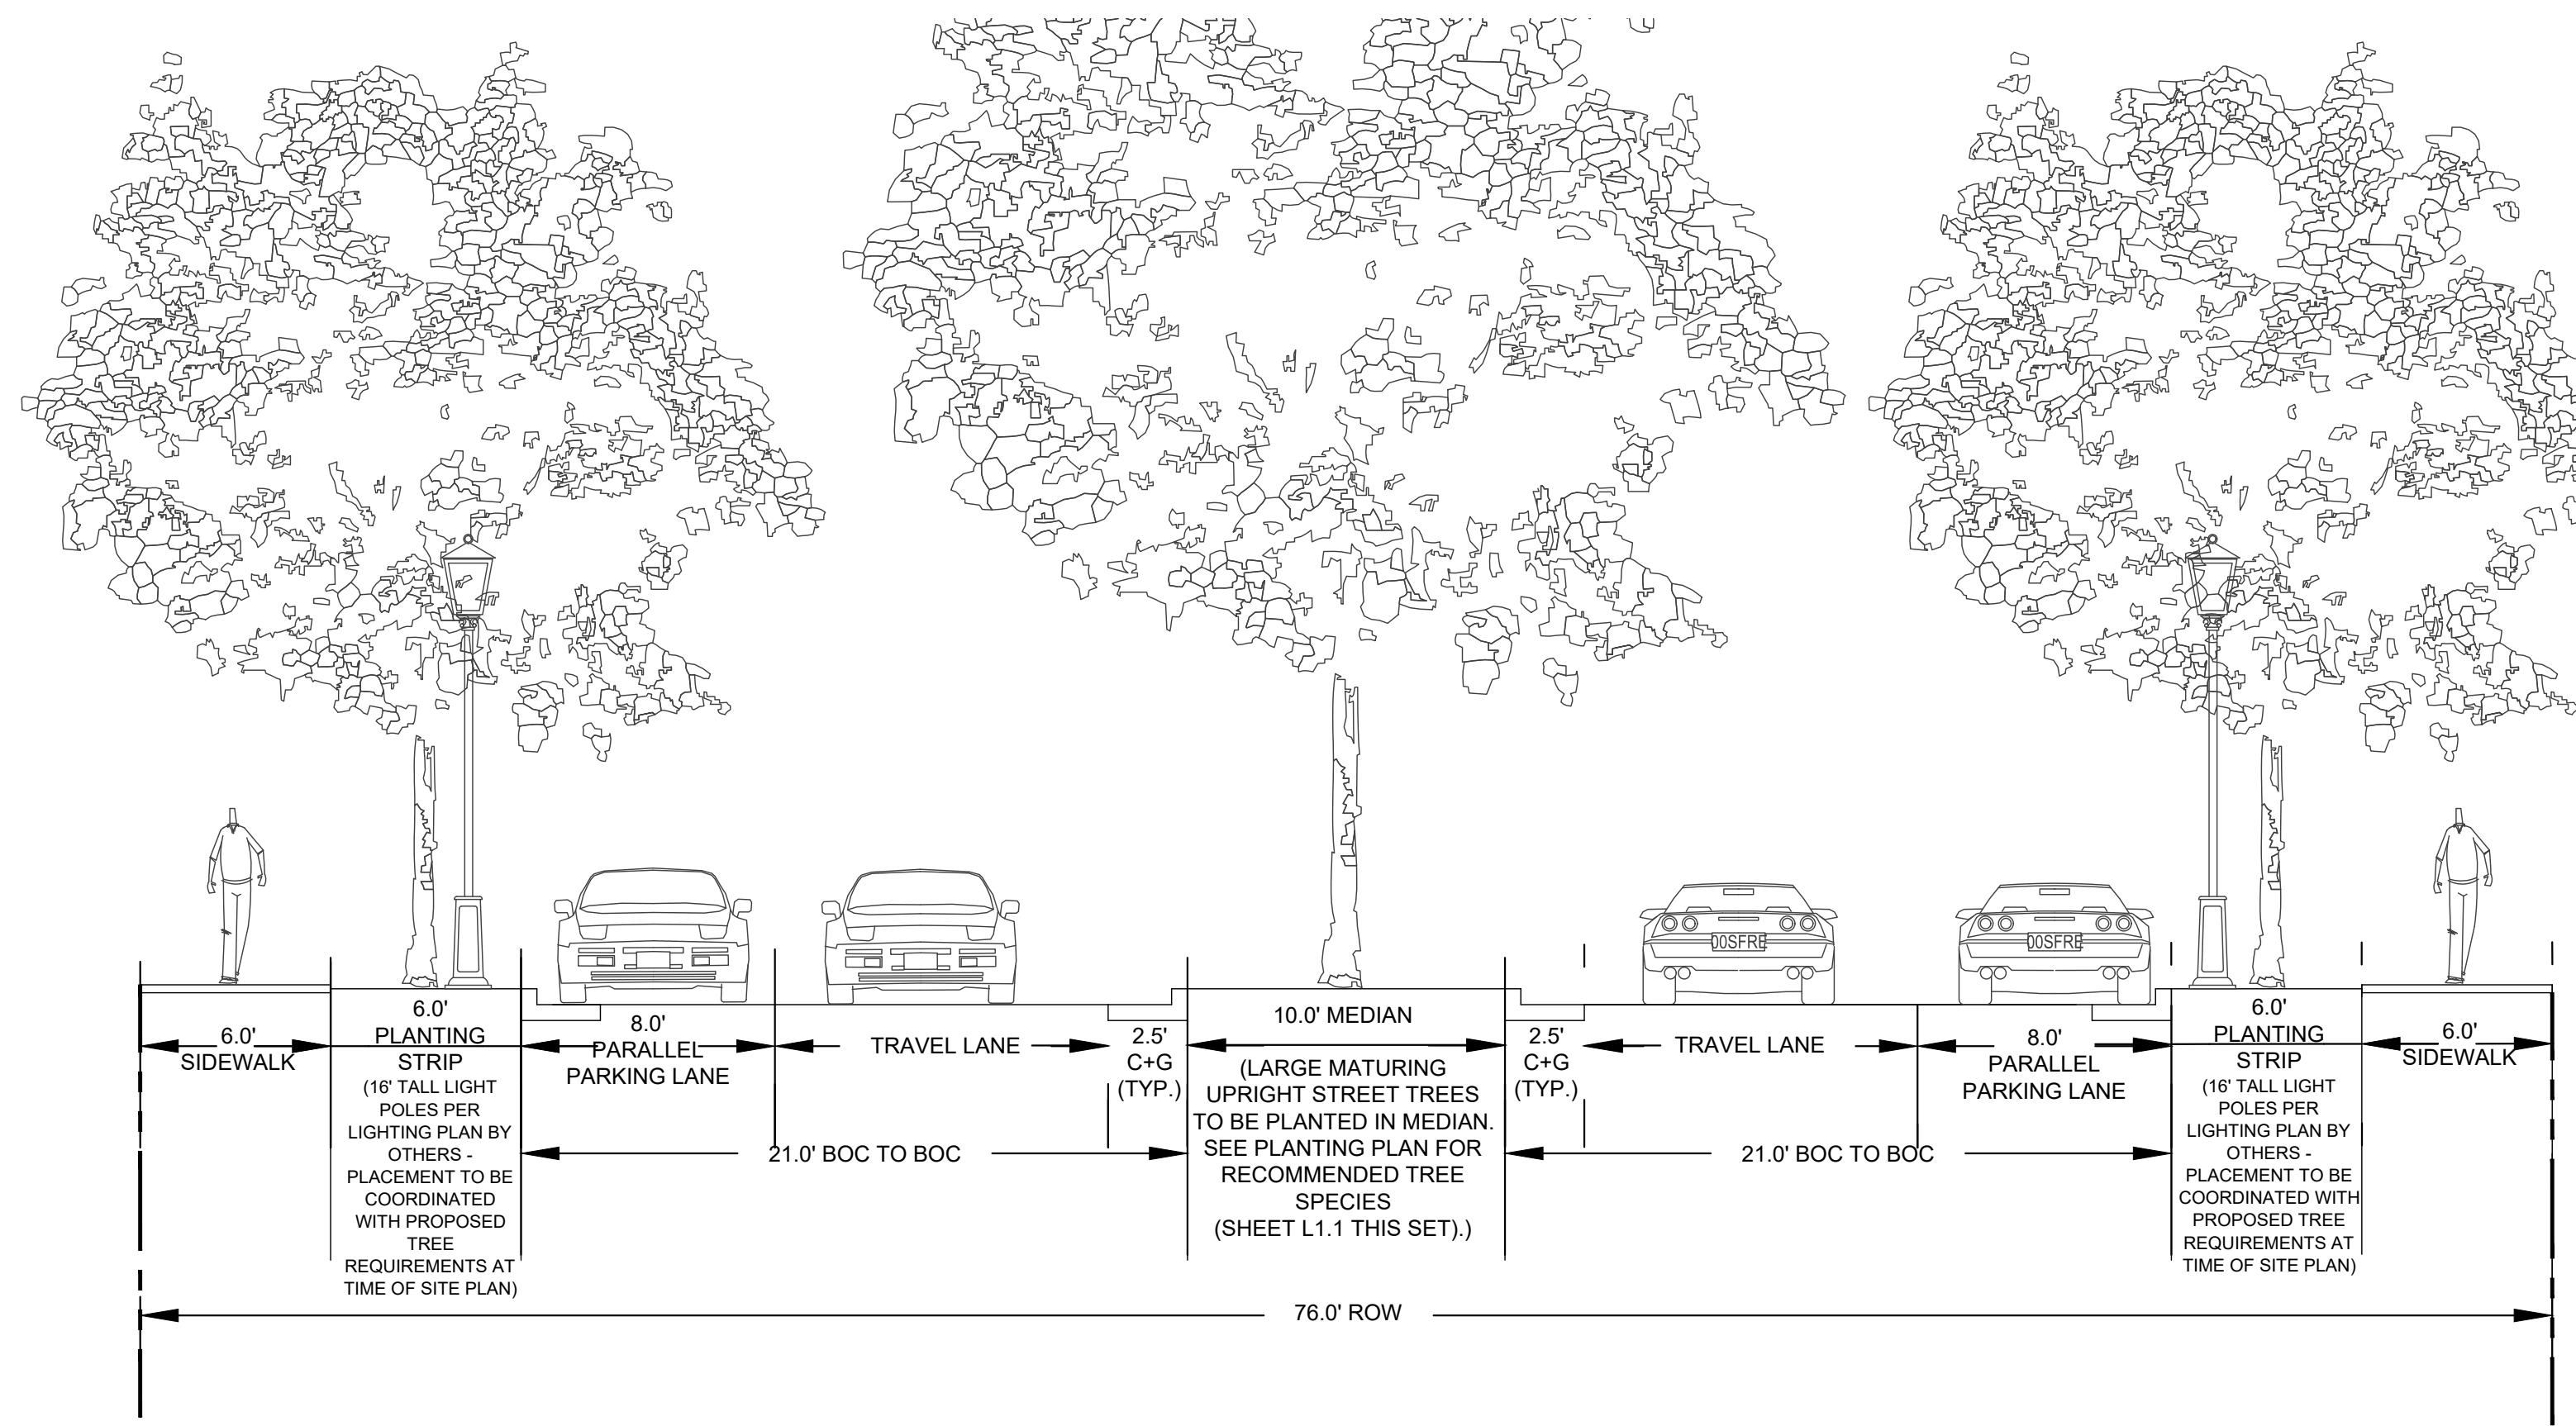 00SFRE
00SFRE
6.0'
SIDEWALK
6.0'
PLANTING
STRIP
(16' TALL LIGHT
POLES PER
LIGHTING PLAN BY
OTHERS -
PLACEMENT TO BE
COORDINATED
WITH PROPOSED
TREE
REQUIREMENTS AT
TIME OF SITE PLAN)
8.0'
PARALLEL
PARKING LANE
TRAVEL LANE
2.5'
C+G
(TYP.)
21.0' BOC TO BOC
10.0' MEDIAN
(LARGE MATURING
UPRIGHT STREET TREES
TO BE PLANTED IN MEDIAN.
SEE PLANTING PLAN FOR
RECOMMENDED TREE
SPECIES
(SHEET L1.1 THIS SET).)
2.5'
C+G
(TYP.)
TRAVEL LANE
8.0'
PARALLEL
PARKING LANE
21.0' BOC TO BOC
6.0'
PLANTING
STRIP
(16' TALL LIGHT
POLES PER
LIGHTING PLAN BY
OTHERS -
PLACEMENT TO BE
COORDINATED WITH
PROPOSED TREE
REQUIREMENTS AT
TIME OF SITE PLAN)
6.0'
SIDEWALK
76.0' ROW